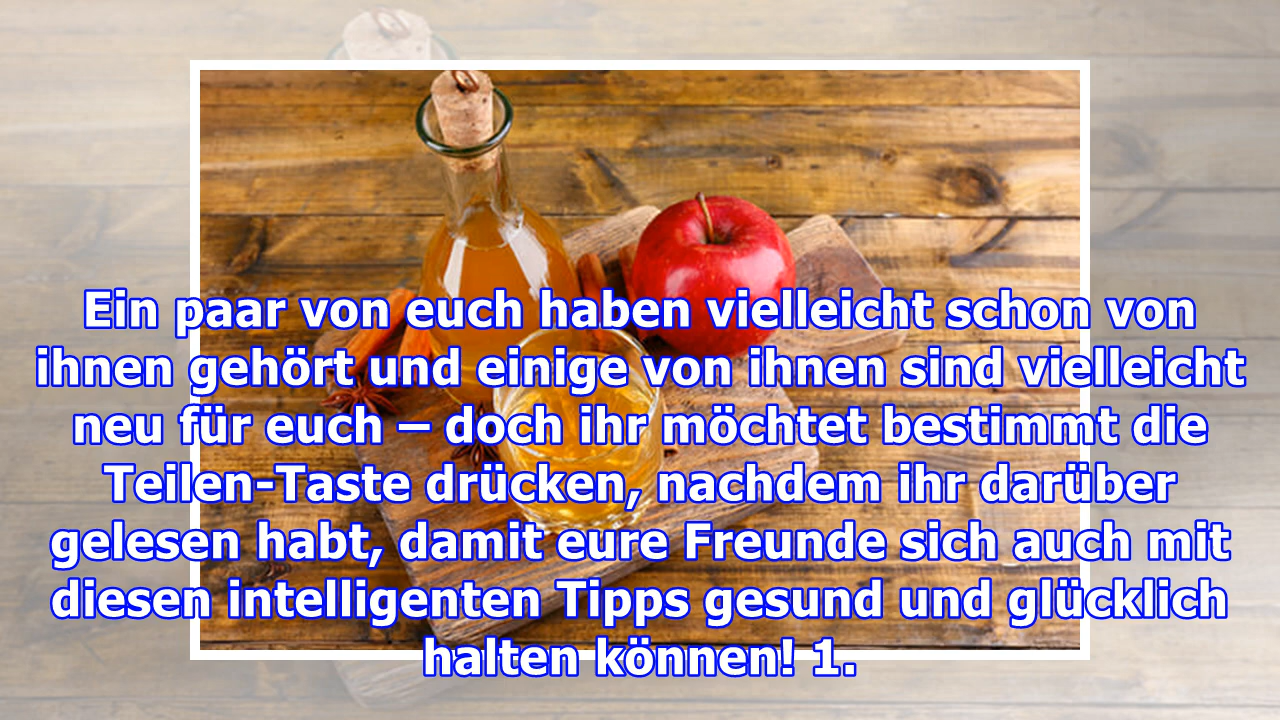 Ein paar von euch haben vielleicht schon von
ihnen gehört und einige von ihnen sind vielleicht
neu für euch – doch ihr möchtet bestimmt die
Teilen-Taste drücken, nachdem ihr darüber
gelesen habt, damit eure Freunde sich auch mit
diesen intelligenten Tipps gesund und glücklich
halten können! 1.